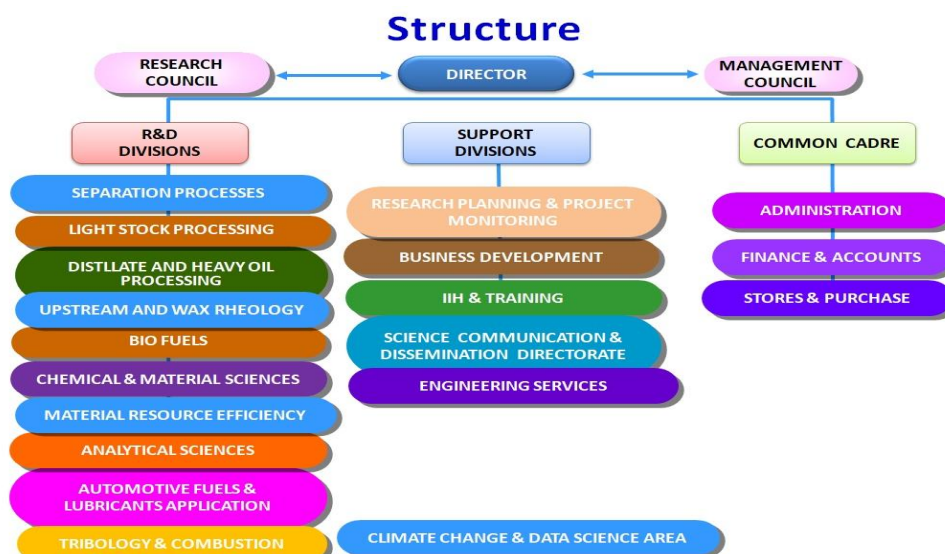 Structure
RESEARCH
COUNCIL
DIRECTOR
MANAGEMENT
COUNCIL
R&D
DIVISIONS
SEPARATION PROCESSES
LIGHT STOCK PROCESSING
DISTLLATE AND HEAVY OIL
PROCESSING
UPSTREAM AND WAX RHEOLOGY
BIO FUELS
CHEMICAL & MATERIAL SCIENCES
MATERIAL RESOURCE EFFICIENCY
ANALYTICAL SCIENCES
AUTOMOTIVE FUELS &
LUBRICANTS APPLICATION
TRIBOLOGY & COMBUSTION
SUPPORT
DIVISIONS
RESEARCH PLANNING & PROJECT
MONITORING
BUSINESS DEVELOPMENT
IIH & TRAINING
SCIENCE COMMUNICATION &
DISSEMINATION DIRECTORATE
ENGINEERING SERVICES
CLIMATE CHANGE & DATA SCIENCE AREA
COMMON CADRE
ADMINISTRATION
FINANCE & ACCOUNTS
STORES & PURCHASE